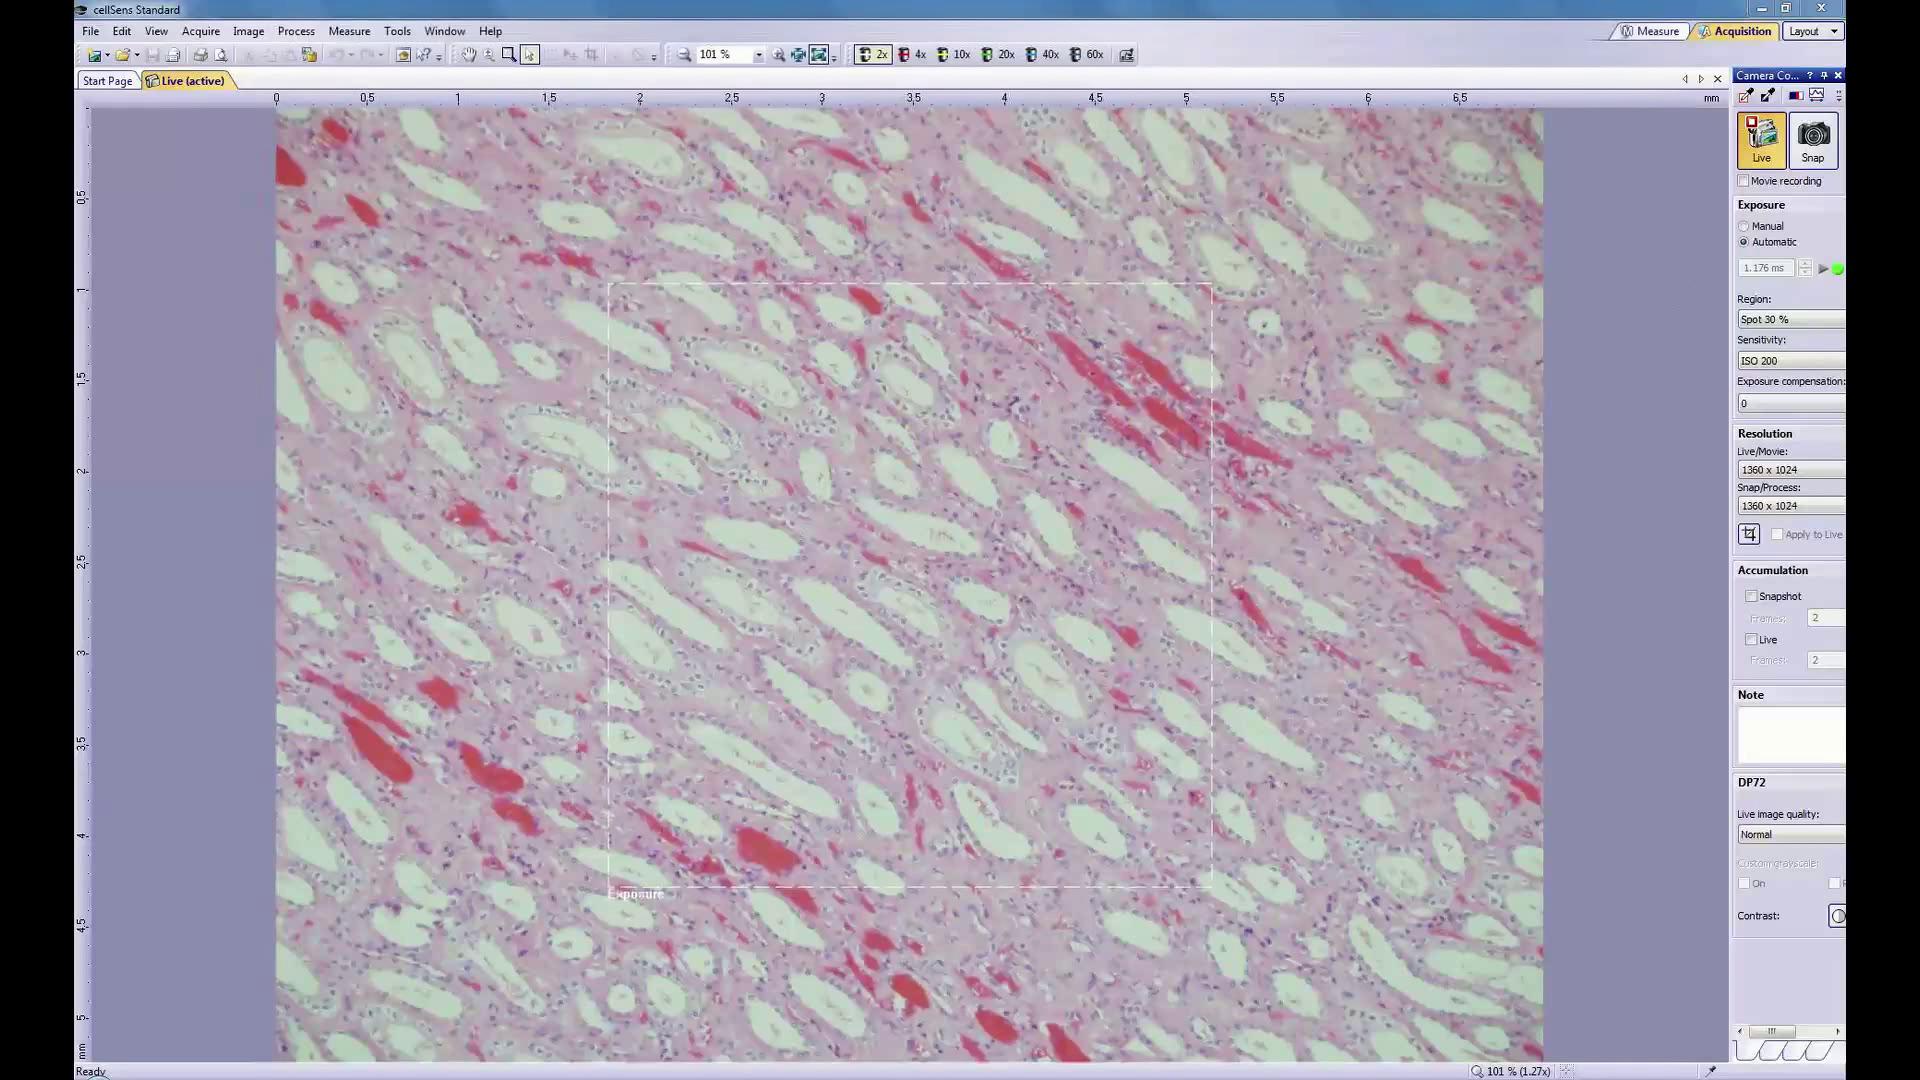 cellSens Standard
File Edit View Acquire Image Process Measure Tools Window Help
Measure Acquisition Layout
101 % 2x 4x 10x 20x 40x 60x
Start Page Live (active)
Camera Co...
0 0,5 1 1,5 2 2,5 3 3,5 4 4,5 5 5,5 6 6,5 mm
0,5
1
1,5
2
2,5
3
3,5
4
4,5
5
mm
Exposure
Live Snap
Movie recording
Exposure
Manual
Automatic
1.176 ms
Region:
Spot 30 %
Sensitivity:
ISO 200
Exposure compensation:
0
Resolution
Live/Movie:
1360 x 1024
Snap/Process:
1360 x 1024
Apply to Live
Accumulation
Snapshot
Frames: 2
Live
Frames: 2
Note
DP72
Live image quality:
Normal
Custom grayscale:
On
Contrast:
Ready
101 % (1.27x)